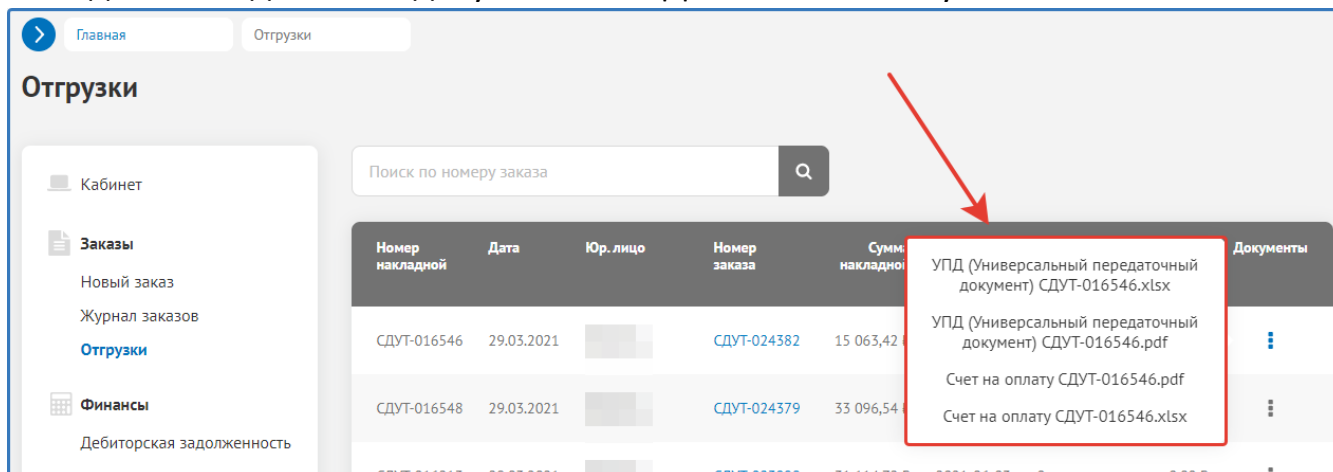 Главная
Отгрузки
Отгрузки
Кабинет
Заказы
Новый заказ
Журнал заказов
Отгрузки
Финансы
Дебиторская задолженность
Поиск по номеру заказа
Номер накладной
Дата
Юр. лицо
Номер заказа
Документы
УПД (Универсальный передаточный
документ) СДУТ-016546.xlsx
УПД (Универсальный передаточный
документ) СДУТ-016546.pdf
Счет на оплату СДУТ-016546.pdf
Счет на оплату СДУТ-016546.xlsx
СДУТ-016546 29.03.2021 СДУТ-024382 15 063,42
СДУТ-016548 29.03.2021 СДУТ-024379 33 096,54